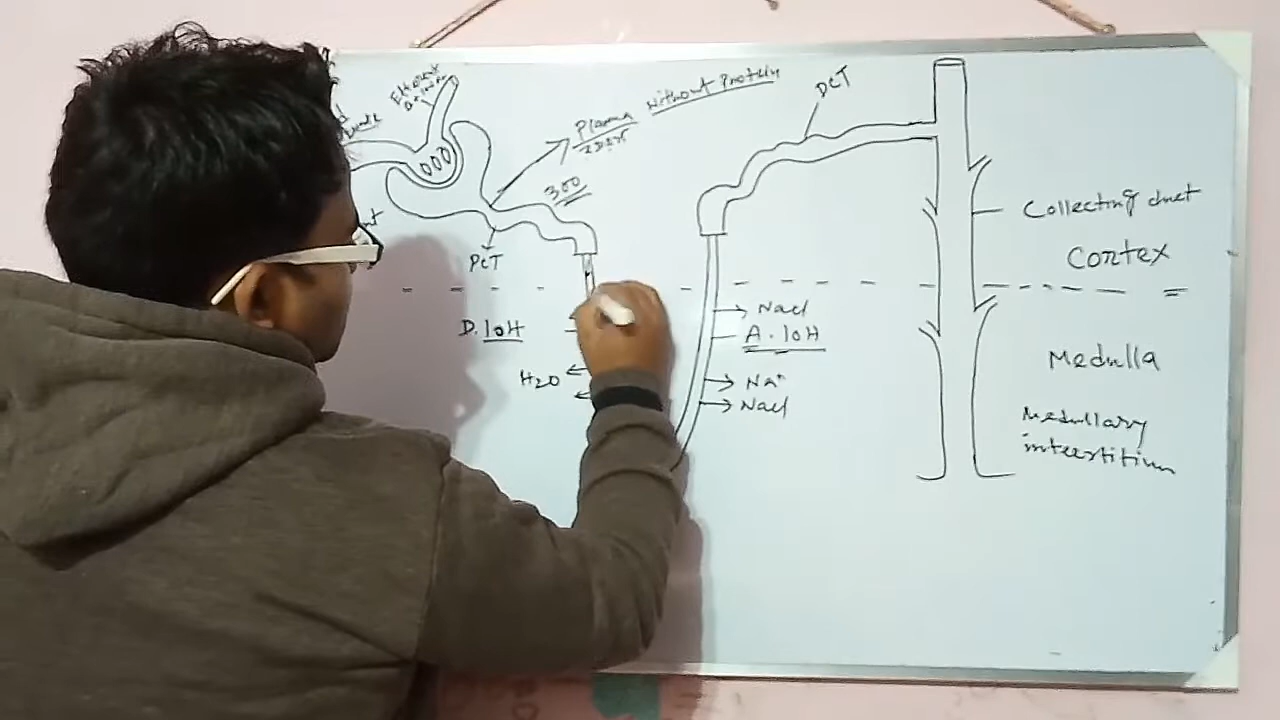 Efferent
Plasma without Protein
DCT
300
PCT
Collecting duct
Cortex
D. LOH
NaCl
A. LOH
H2O
Na+
NaCl
Medulla
Medullary
interstitium